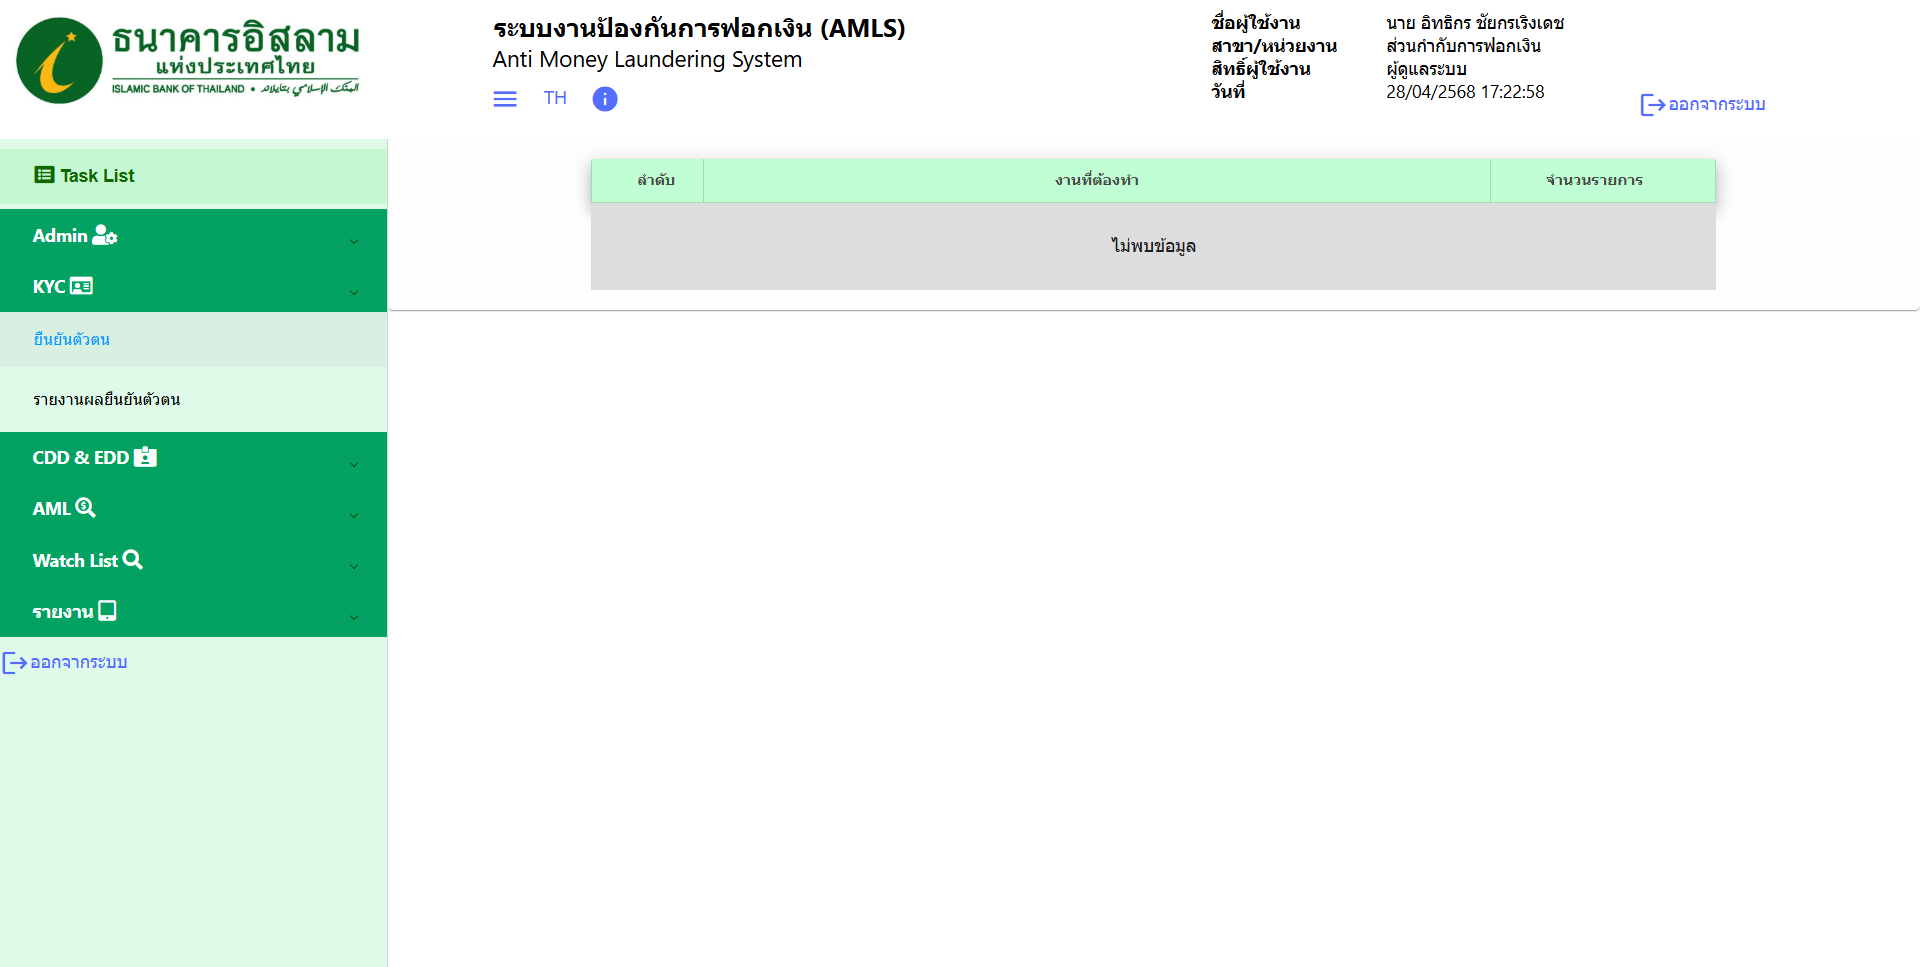 ธนาคารอิสลาม
แห่งประเทศไทย
ISLAMIC BANK OF THAILAND • البنك الإسلامي بتايلاند
ระบบงานป้องกันการฟอกเงิน (AMLS)
Anti Money Laundering System
TH
ชื่อผู้ใช้งาน นาย อิทธิกร ชัยกรเริงเดช
สาขา/หน่วยงาน ส่วนกำกับการฟอกเงิน
สิทธิ์ผู้ใช้งาน ผู้ดูแลระบบ
วันที่ 28/04/2568 17:22:58
ออกจากระบบ
Task List
Admin
KYC
ยืนยันตัวตน
รายงานผลยืนยันตัวตน
CDD & EDD
AML
Watch List
รายงาน
ออกจากระบบ
ลำดับ งานที่ต้องทำ จำนวนรายการ
ไม่พบข้อมูล